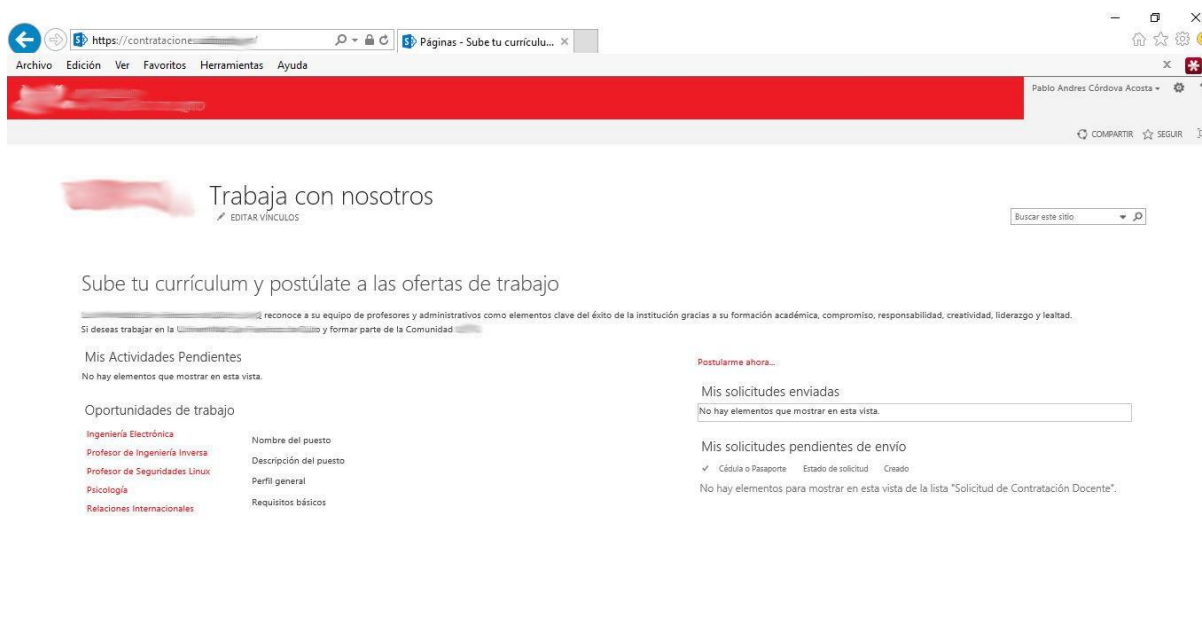 https://contratacione
Páginas - Sube tu currículu...
Archivo Edición Ver Favoritos Herramientas Ayuda
Pablo Andres Córdova Acosta
COMPARTIR SEGUIR
Trabaja con nosotros
EDITAR VÍNCULOS
Buscar este sitio
Sube tu currículum y postúlate a las ofertas de trabajo
reconoce a su equipo de profesores y administrativos como elementos clave del éxito de la institución gracias a su formación académica, compromiso, responsabilidad, creatividad, liderazgo y lealtad.
Si deseas trabajar en la y formar parte de la Comunidad
Mis Actividades Pendientes
No hay elementos que mostrar en esta vista.
Postularme ahora...
Oportunidades de trabajo
Ingeniería Electrónica
Profesor de Ingeniería Inversa
Profesor de Seguridades Linux
Psicología
Relaciones Internacionales
Nombre del puesto
Descripción del puesto
Perfil general
Requisitos básicos
Mis solicitudes enviadas
No hay elementos que mostrar en esta vista.
Mis solicitudes pendientes de envío
Cédula o Pasaporte Estado de solicitud Creado
No hay elementos para mostrar en esta vista de la lista "Solicitud de Contratación Docente".